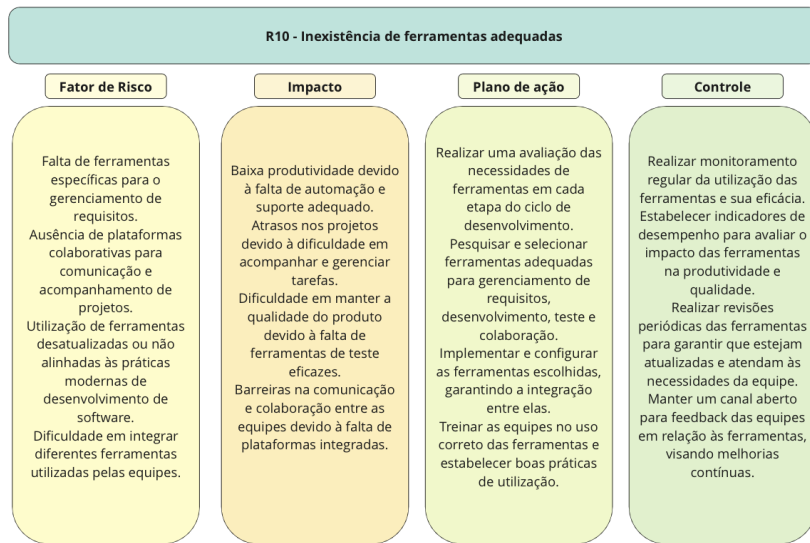 R10 - Inexistência de ferramentas adequadas
Fator de Risco
Falta de ferramentas
específicas para o
gerenciamento de
requisitos.
Ausência de plataformas
colaborativas para
comunicação e
acompanhamento de
projetos.
Utilização de ferramentas
desatualizadas ou não
alinhadas às práticas
modernas de
desenvolvimento de
software.
Dificuldade em integrar
diferentes ferramentas
utilizadas pelas equipes.
Impacto
Baixa produtividade devido
à falta de automação e
suporte adequado.
Atrasos nos projetos
devido à dificuldade em
acompanhar e gerenciar
tarefas.
Dificuldade em manter a
qualidade do produto
devido à falta de
ferramentas de teste
eficazes.
Barreiras na comunicação
e colaboração entre as
equipes devido à falta de
plataformas integradas.
Plano de ação
Realizar uma avaliação das
necessidades de
ferramentas em cada
etapa do ciclo de
desenvolvimento.
Pesquisar e selecionar
ferramentas adequadas
para gerenciamento de
requisitos,
desenvolvimento, teste e
colaboração.
Implementar e configurar
as ferramentas escolhidas,
garantindo a integração
entre elas.
Treinar as equipes no uso
correto das ferramentas e
estabelecer boas práticas
de utilização.
Controle
Realizar monitoramento
regular da utilização das
ferramentas e sua eficácia.
Estabelecer indicadores de
desempenho para avaliar o
impacto das ferramentas
na produtividade e
qualidade.
Realizar revisões
periódicas das ferramentas
para garantir que estejam
atualizadas e atendam às
necessidades da equipe.
Manter um canal aberto
para feedback das equipes
em relação às ferramentas,
visando melhorias
contínuas.